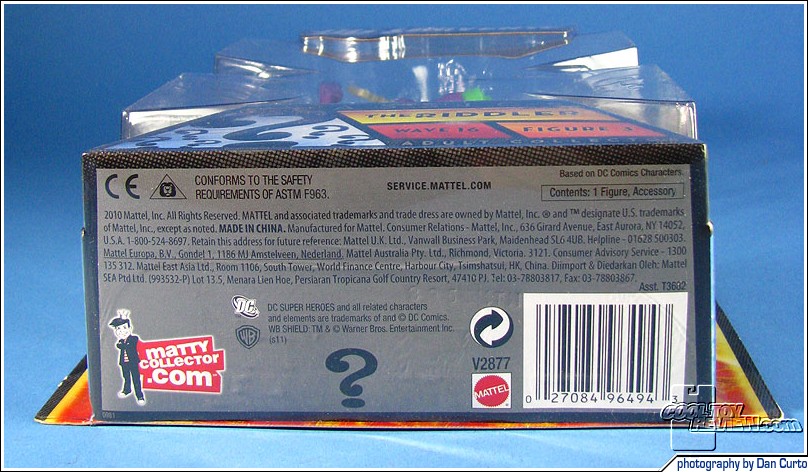 THE RIDDLER
WAVE 16 FIGURE 3
ADULT COLLECT
CE
CONFORMS TO THE SAFETY
REQUIREMENTS OF ASTM F963.
SERVICE.MATTEL.COM
Based on DC Comics Characters.
Contents: 1 Figure, Accessory
2010 Mattel, Inc. All Rights Reserved. MATTEL and associated trademarks and trade dress are owned by Mattel, Inc. ® and ™ designate U.S. trademarks
of Mattel, Inc., except as noted. MADE IN CHINA. Manufactured for Mattel. Consumer Relations - Mattel, Inc., 636 Girard Avenue, East Aurora, NY 14052,
U.S.A. 1-800-524-8697. Retain this address for future reference: Mattel U.K. Ltd., Vanwall Business Park, Maidenhead SL6 4UB. Helpline - 01628 500303.
Mattel Europa, B.V., Gondel 1, 1186 MJ Amstelveen, Nederland. Mattel Australia Pty. Ltd., Richmond, Victoria. 3121. Consumer Advisory Service - 1300
135 312. Mattel East Asia Ltd., Room 1106, South Tower, World Finance Centre, Harbour City, Tsimshatsui, HK, China. Diimport & Diedarkan Oleh: Mattel
SEA Ptd Ltd. (993532-P) Lot 13.5, Menara Lien Hoe, Persiaran Tropicana Golf Country Resort, 47410 PJ. Tel: 03-78803817, Fax: 03-78803867.
Asst. T3602
DC
DC SUPER HEROES and all related characters
and elements are trademarks of and © DC Comics.
WB SHIELD: TM & © Warner Bros. Entertainment Inc.
(s11)
WB
matty
COLLECTOR
.com
?
V2877
MATTEL
0 27084 96494 3
COOL TOY
REVIEW.com
photography by Dan Curto